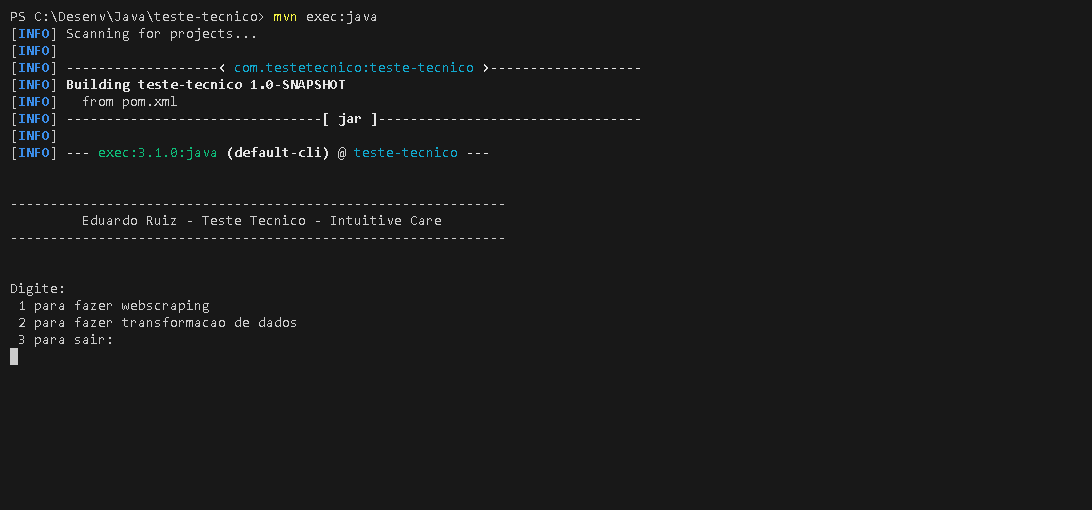 PS C:\Desenv\Java\teste-tecnico> mvn exec:java
[INFO] Scanning for projects...
[INFO]
[INFO] -------------------< com.testetecnico:teste-tecnico >-------------------
[INFO] Building teste-tecnico 1.0-SNAPSHOT
[INFO]   from pom.xml
[INFO] --------------------------------[ jar ]---------------------------------
[INFO]
[INFO] --- exec:3.1.0:java (default-cli) @ teste-tecnico ---
--------------------------------------------------------------
         Eduardo Ruiz - Teste Tecnico - Intuitive Care
--------------------------------------------------------------
Digite:
 1 para fazer webscraping
 2 para fazer transformacao de dados
 3 para sair: